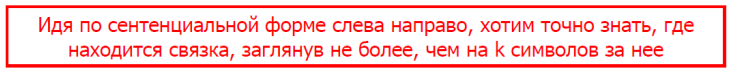 Идя по сентенциальной форме слева направо, хотим точно знать, где
находится связка, заглянув не более, чем на k символов за нее